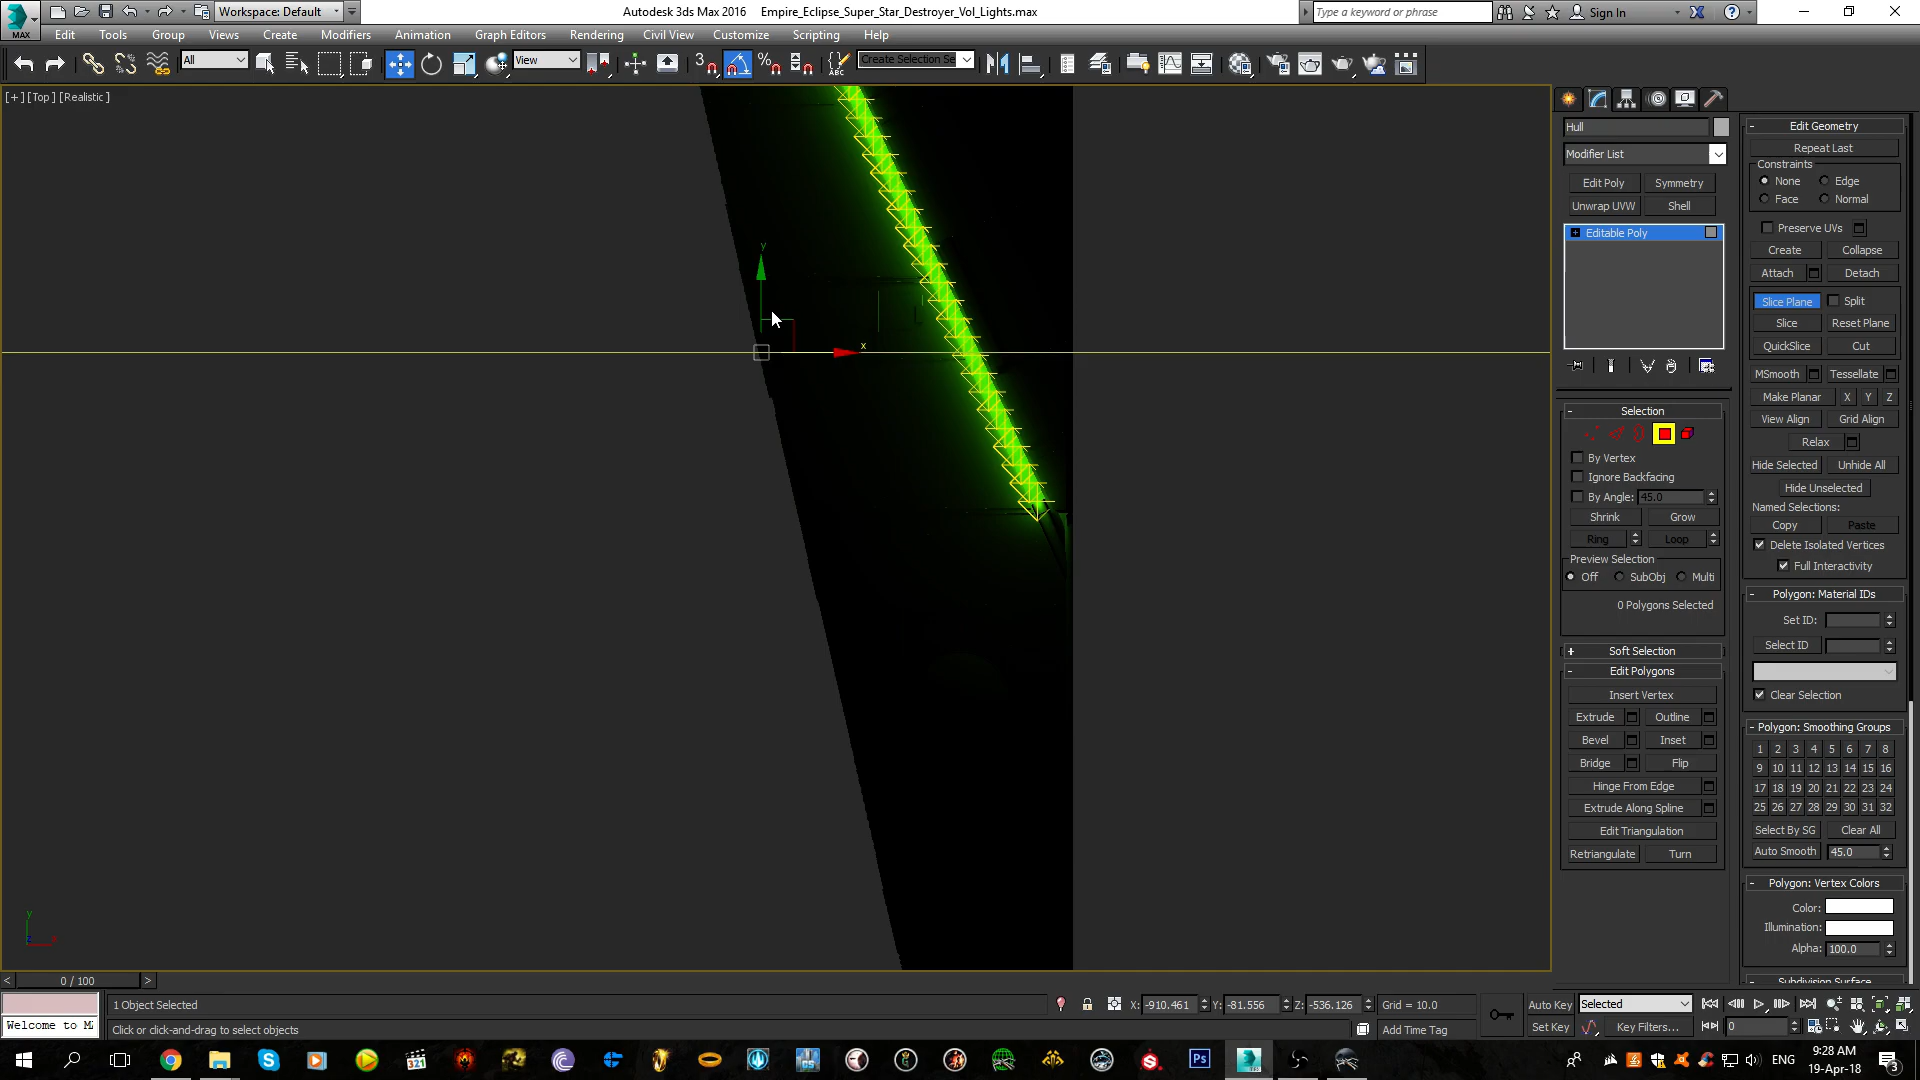 MAX
Workspace: Default
Autodesk 3ds Max 2016 Empire_Eclipse_Super_Star_Destroyer_Vol_Lights.max
Type a keyword or phrase
Sign In
Edit Tools Group Views Create Modifiers Animation Graph Editors Rendering Civil View Customize Scripting Help
All
View
3
ABC
Create Selection Se
[+] [Top] [Realistic]
y
x
y
z
x
Hull
Modifier List
Edit Poly Symmetry
Unwrap UVW Shell
Editable Poly
Selection
By Vertex
Ignore Backfacing
By Angle: 45.0
Shrink Grow
Ring Loop
Preview Selection
Off SubObj Multi
0 Polygons Selected
Soft Selection
Edit Polygons
Insert Vertex
Extrude Outline
Bevel Inset
Bridge Flip
Hinge From Edge
Extrude Along Spline
Edit Triangulation
Retriangulate Turn
Edit Geometry
Repeat Last
Constraints
None Edge
Face Normal
Preserve UVs
Create Collapse
Attach Detach
Slice Plane Split
Slice Reset Plane
QuickSlice Cut
MSmooth Tessellate
Make Planar X Y Z
View Align Grid Align
Relax
Hide Selected Unhide All
Hide Unselected
Named Selections:
Copy Paste
Delete Isolated Vertices
Full Interactivity
Polygon: Material IDs
Set ID:
Select ID
Clear Selection
Polygon: Smoothing Groups
1 2 3 4 5 6 7 8
9 10 11 12 13 14 15 16
17 18 19 20 21 22 23 24
25 26 27 28 29 30 31 32
Select By SG Clear All
Auto Smooth 45.0
Polygon: Vertex Colors
Color:
Illumination:
Alpha: 100.0
Subdivision Surface
< 0 / 100 >
1 Object Selected
X: -910.461 Y: -81.556 Z: -536.126 Grid = 10.0
Auto Key Selected
Welcome to M
Click or click-and-drag to select objects
Add Time Tag
Set Key Key Filters... 0
321
Ps
ENG
9:28 AM
19-Apr-18
3